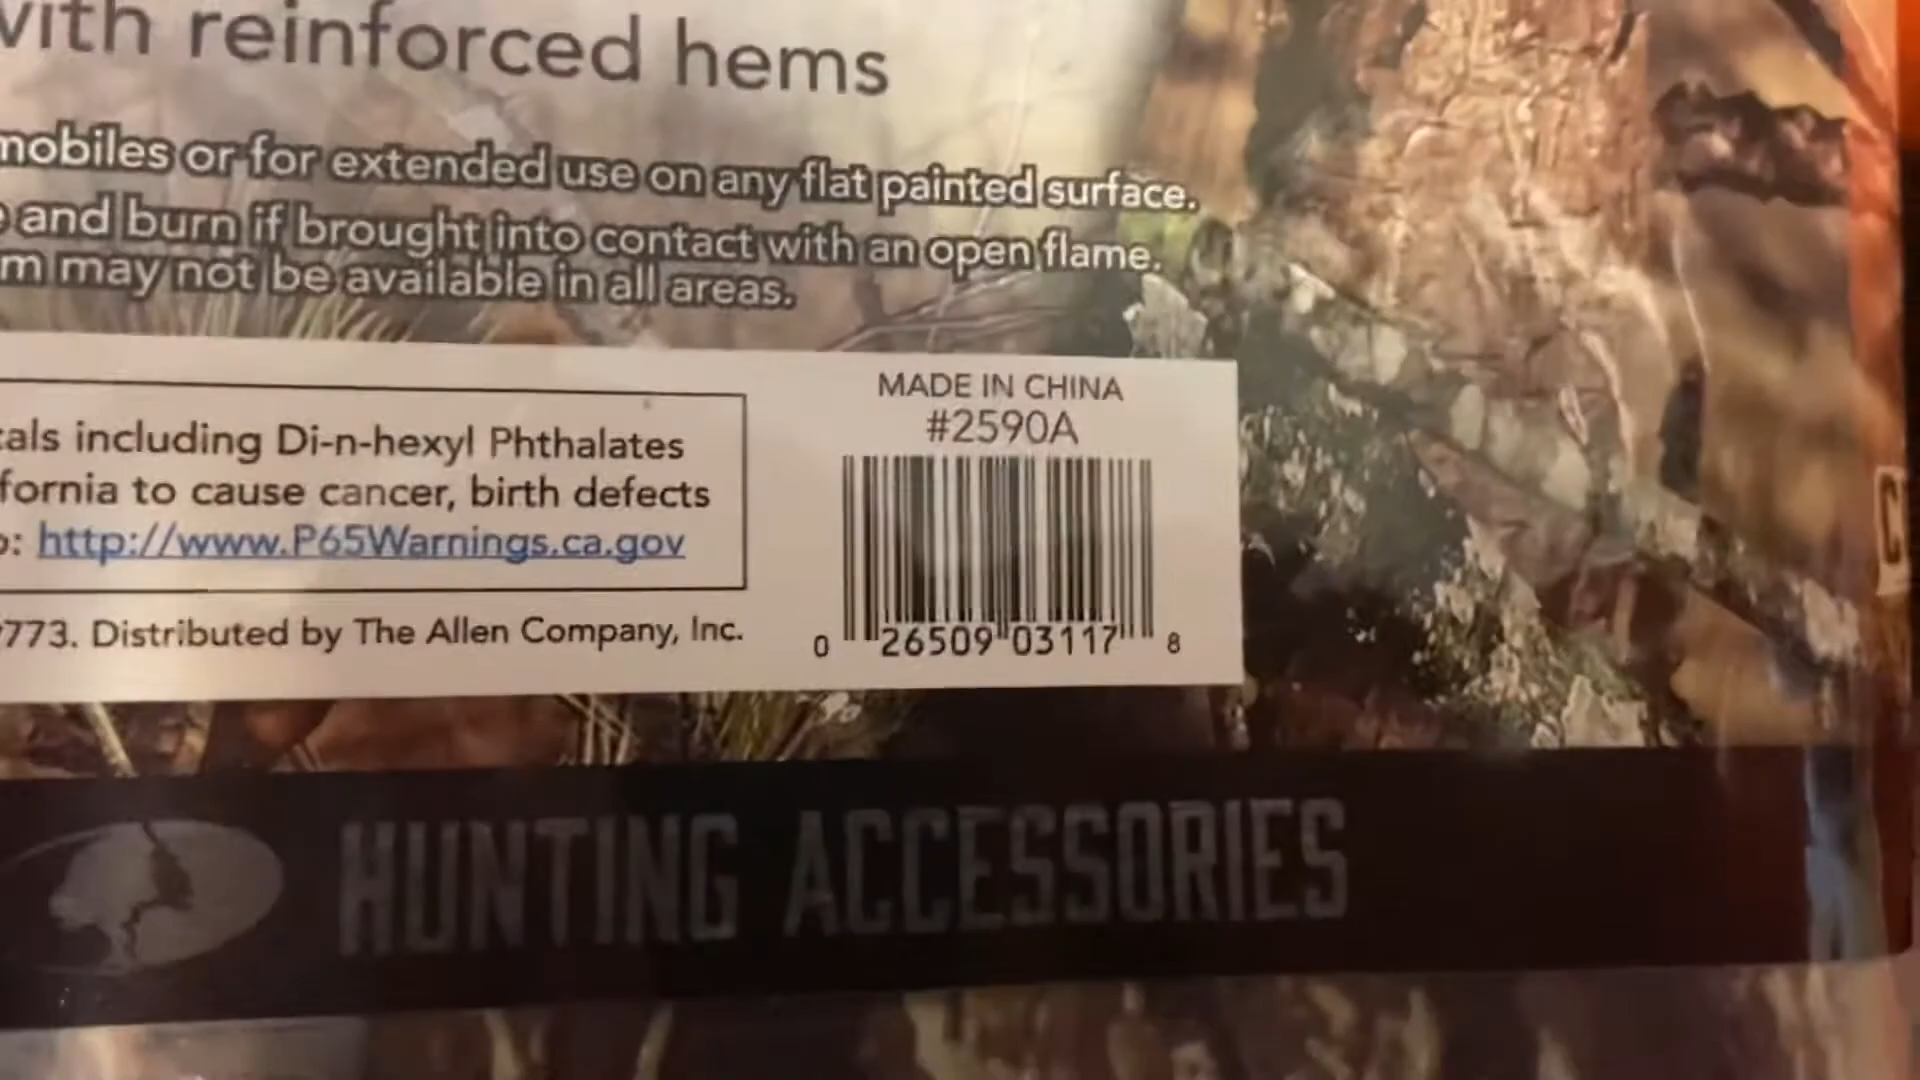 with reinforced hems
mobiles or for extended use on any flat painted surface.
and burn if brought into contact with an open flame.
m may not be available in all areas.
MADE IN CHINA
#2590A
cals including Di-n-hexyl Phthalates
fornia to cause cancer, birth defects
o: http://www.P65Warnings.ca.gov
773. Distributed by The Allen Company, Inc.
0 26509 03117 8
HUNTING ACCESSORIES